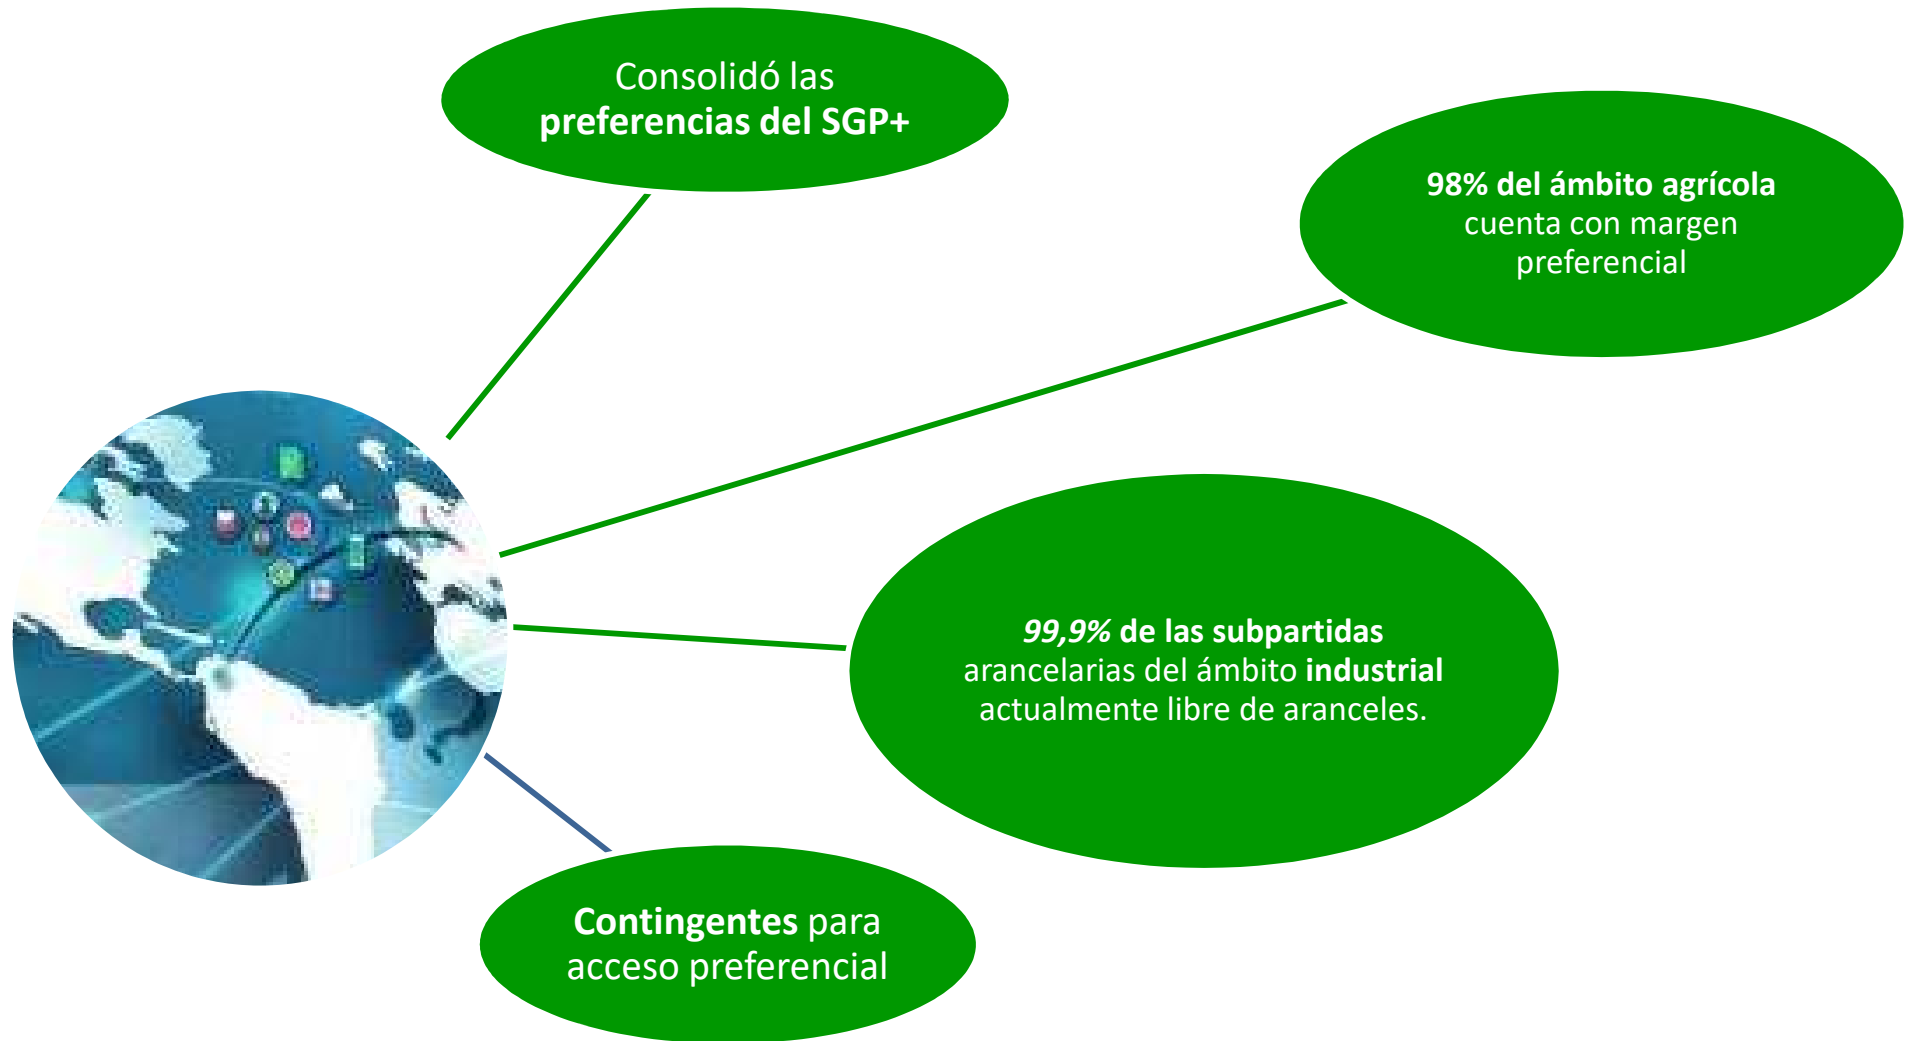 Consolidó las
preferencias del SGP+
98% del ámbito agrícola
cuenta con margen
preferencial
99,9% de las subpartidas
arancelarias del ámbito industrial
actualmente libre de aranceles.
Contingentes para
acceso preferencial